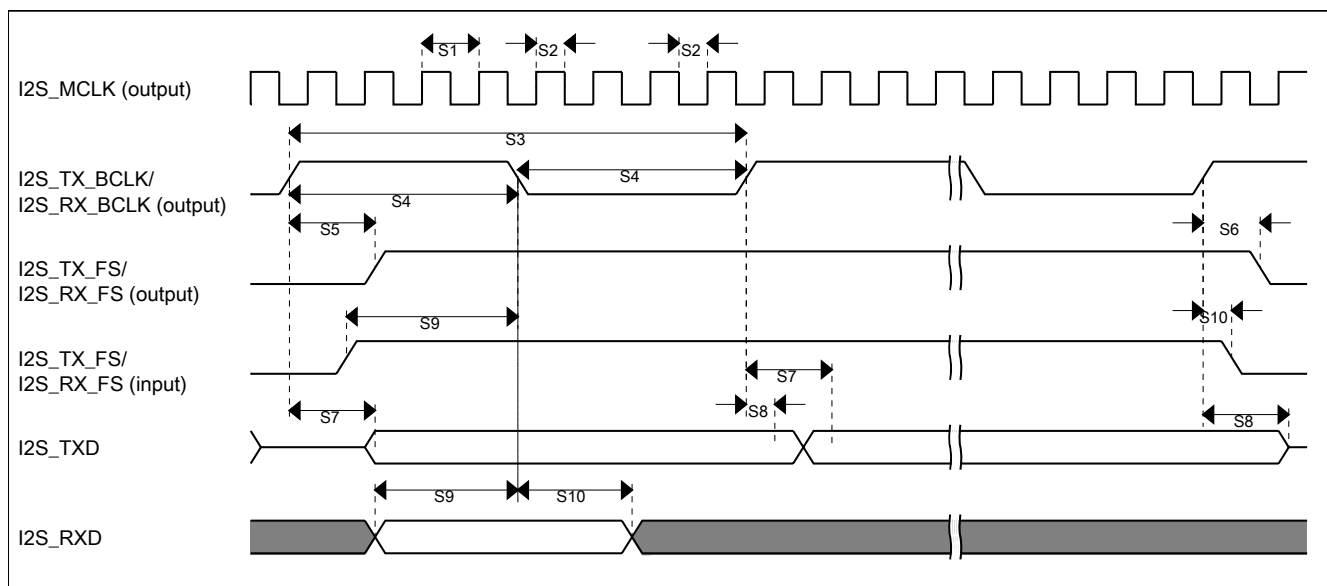 S1
S2
S2
I2S_MCLK (output)
S3
I2S_TX_BCLK/
I2S_RX_BCLK (output)
S4
S4
S5
S6
I2S_TX_FS/
I2S_RX_FS (output)
S9
S10
I2S_TX_FS/
I2S_RX_FS (input)
S7
S7
S8
S8
I2S_TXD
S9
S10
I2S_RXD